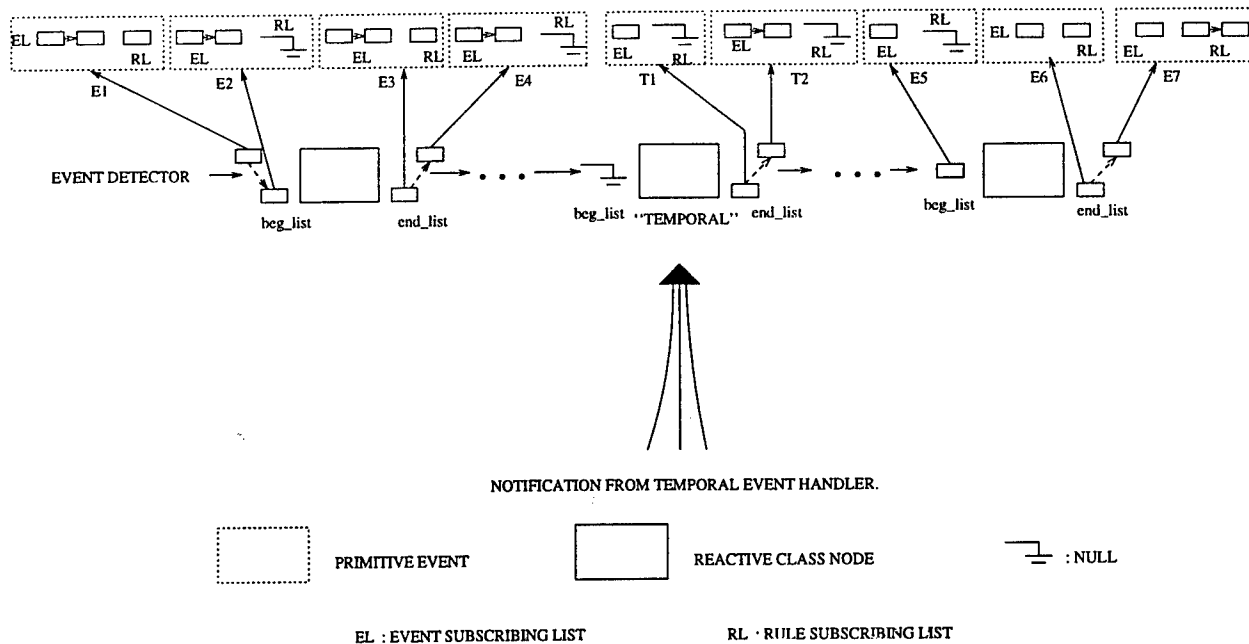 EL RL RL EL RL RL RL EL
EL EL RL EL EL RL EL RL EL RL
E1 E2 E3 E4 T1 T2 E5 E6 E7
EVENT DETECTOR
beg_list end_list beg_list "TEMPORAL" end_list beg_list end_list
NOTIFICATION FROM TEMPORAL EVENT HANDLER.
PRIMITIVE EVENT
REACTIVE CLASS NODE
: NULL
EL : EVENT SUBSCRIBING LIST
RL : RULE SUBSCRIBING LIST